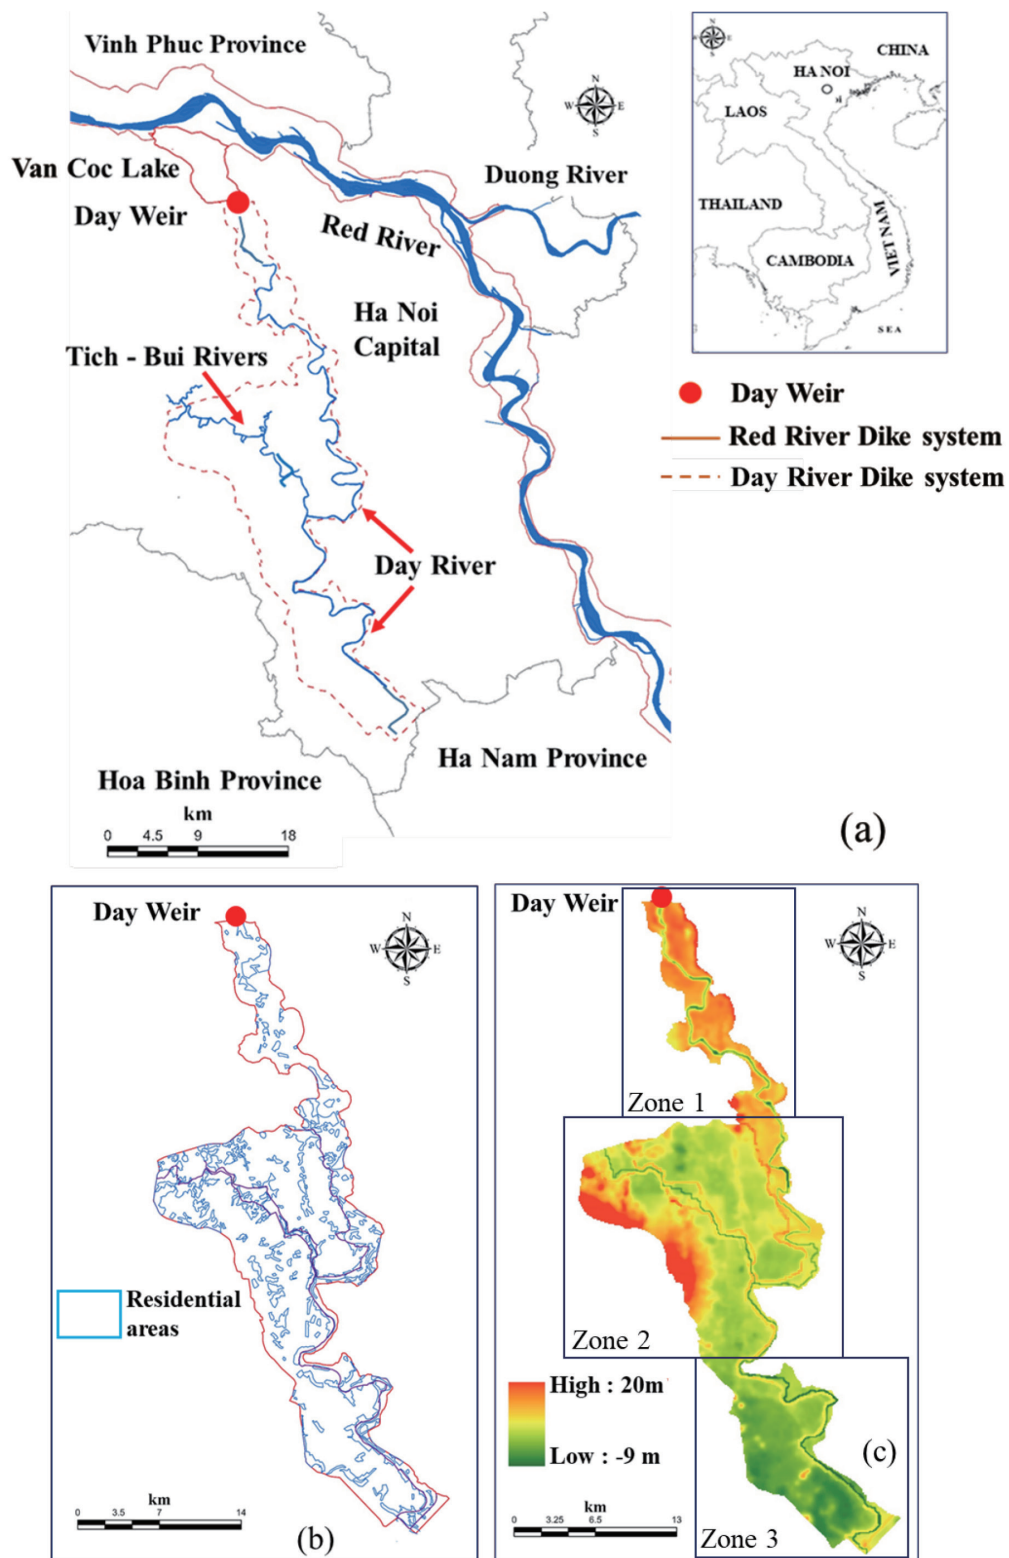 Vinh Phuc Province
N
W
E
S
Van Coc Lake
Day Weir
Duong River
Red River
Ha Noi
Capital
Tich - Bui Rivers
Day River
Ha Nam Province
Hoa Binh Province
km
0 4.5 9 18
(a)
CHINA
HA NOI
LAOS
THAILAND
VIET NAM
CAMBODIA
SEA
Day Weir
Red River Dike system
Day River Dike system
Day Weir
N
W
E
S
Residential
areas
km
0 3.5 7 14
(b)
Day Weir
N
W
E
S
Zone 1
Zone 2
High : 20m
Low : -9 m
(c)
km
0 3.25 6.5 13
Zone 3